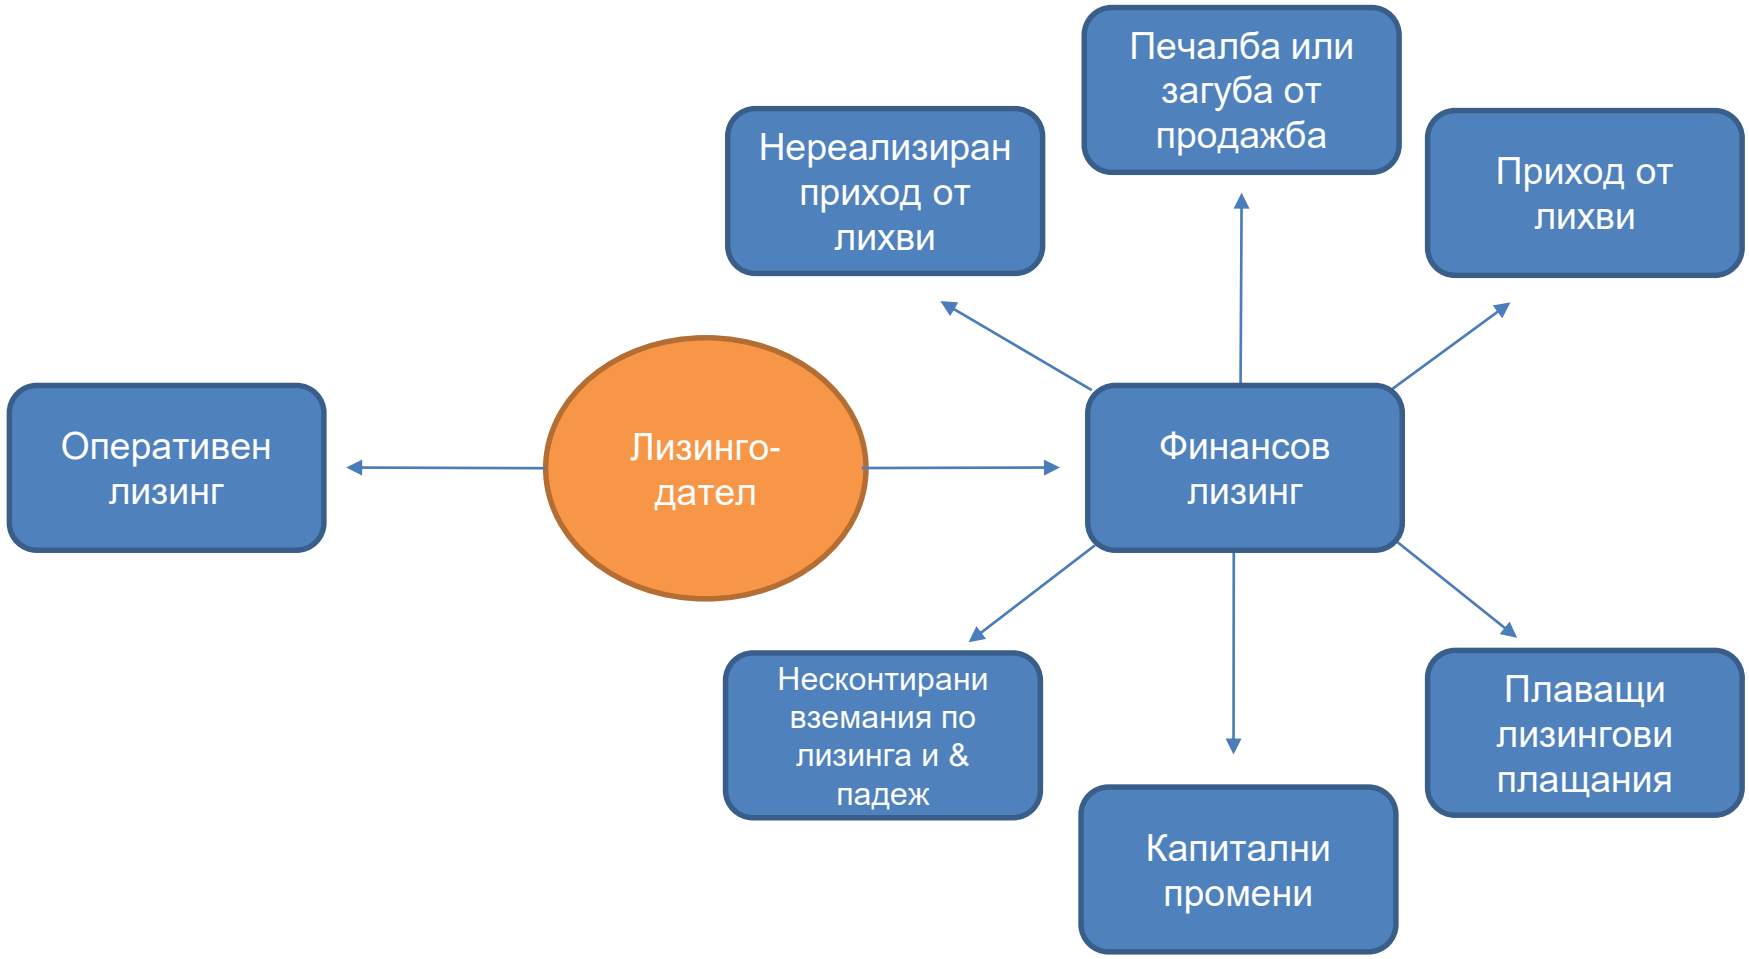 Печалба или
загуба от
продажба
Нереализиран
приход от
лихви
Приход от
лихви
Оперативен
лизинг
Лизинго-
дател
Финансов
лизинг
Несконтирани
вземания по
лизинга и &
падеж
Плаващи
лизингови
плащания
Капитални
промени